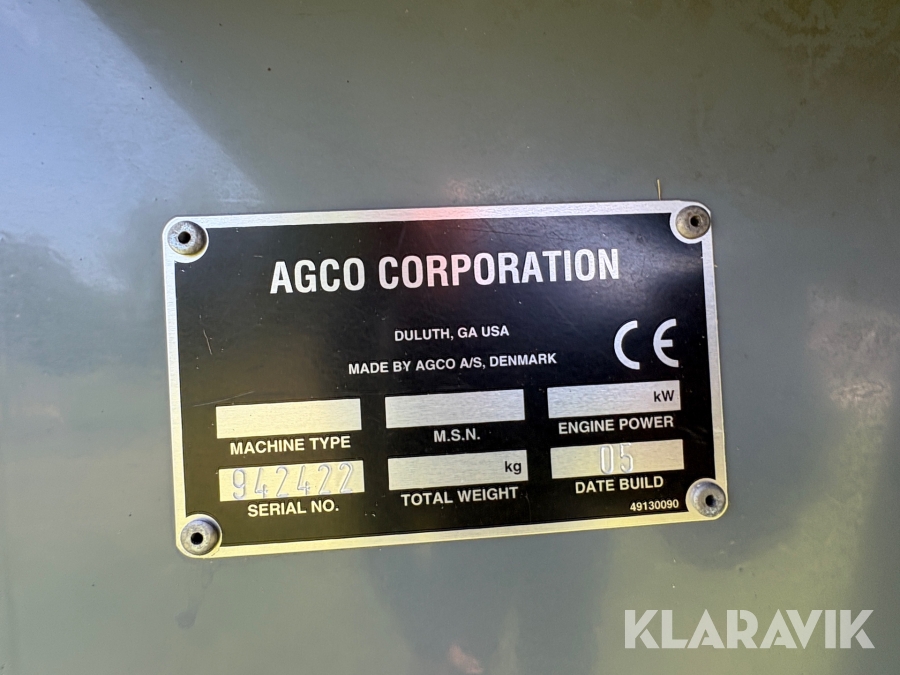 AGCO CORPORATION
DULUTH, GA USA
MADE BY AGCO A/S, DENMARK
CE
kW
MACHINE TYPE
M.S.N.
ENGINE POWER
942422
kg
05
SERIAL NO.
TOTAL WEIGHT
DATE BUILD
49130090
KLARAVIK